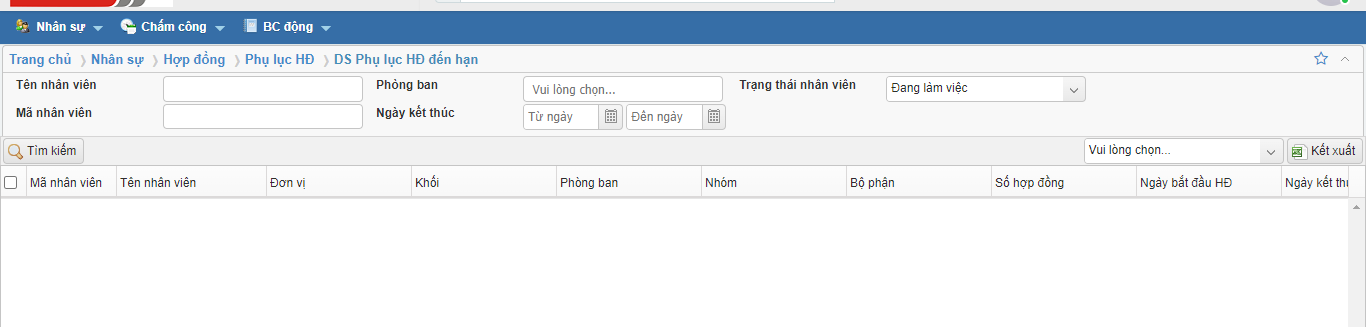 Nhân sự Chấm công BC động
Trang chủ Nhân sự Hợp đồng Phụ lục HĐ DS Phụ lục HĐ đến hạn
Tên nhân viên Phòng ban Vui lòng chọn... Trạng thái nhân viên Đang làm việc
Mã nhân viên Ngày kết thúc Từ ngày Đến ngày
Tìm kiếm Vui lòng chọn... Kết xuất
Mã nhân viên Tên nhân viên Đơn vị Khối Phòng ban Nhóm Bộ phận Số hợp đồng Ngày bắt đầu HĐ Ngày kết